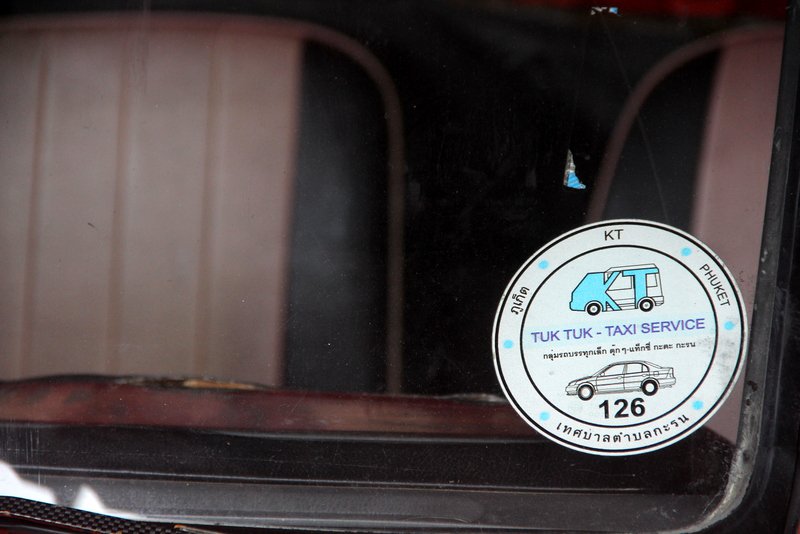 KT
ภูเก็ต
PHUKET
KT
TUK TUK - TAXI SERVICE
กลุ่มรถบรรทุกเล็ก ตุ๊ก ๆ-แท็กซี่ กะตะ กะรน
126
เทศบาลตำบลกะรน